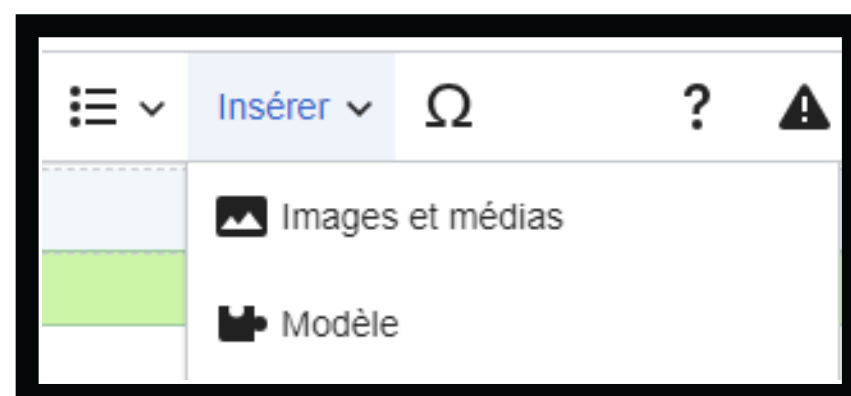 Insérer Ω ?
Images et médias
Modèle